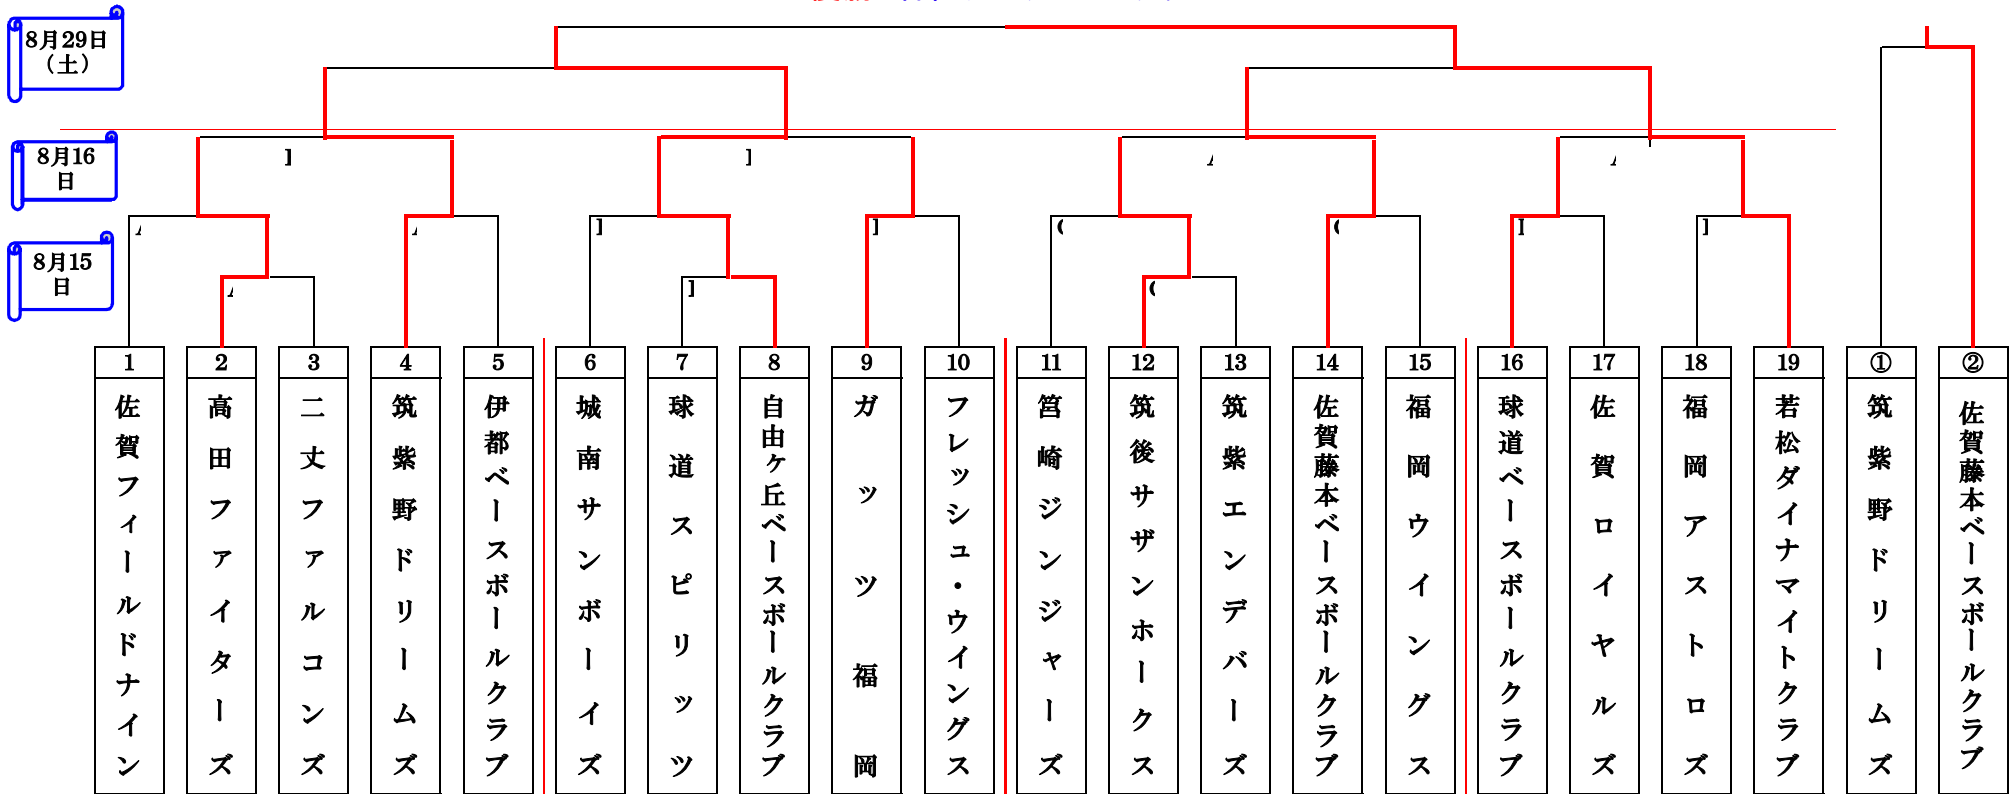 8月29日
（土）
8月16
日
8月15
日
1
佐賀フィールドナイン
2
高田ファイターズ
3
二丈ファルコンズ
4
筑紫野ドリームズ
5
伊都ベースボールクラブ
6
城南サンボーイズ
7
球道スピリッツ
8
自由ヶ丘ベースボールクラブ
9
ガッツ福岡
10
フレッシュ・ウイングス
11
筥崎ジンジャーズ
12
筑後サザンホークス
13
筑紫エンデバーズ
14
佐賀藤本ベースボールクラブ
15
福岡ウイングス
16
球道ベースボールクラブ
17
佐賀ロイヤルズ
18
福岡アストロズ
19
若松ダイナマイトクラブ
①
筑紫野ドリームズ
②
佐賀藤本ベースボールクラブ